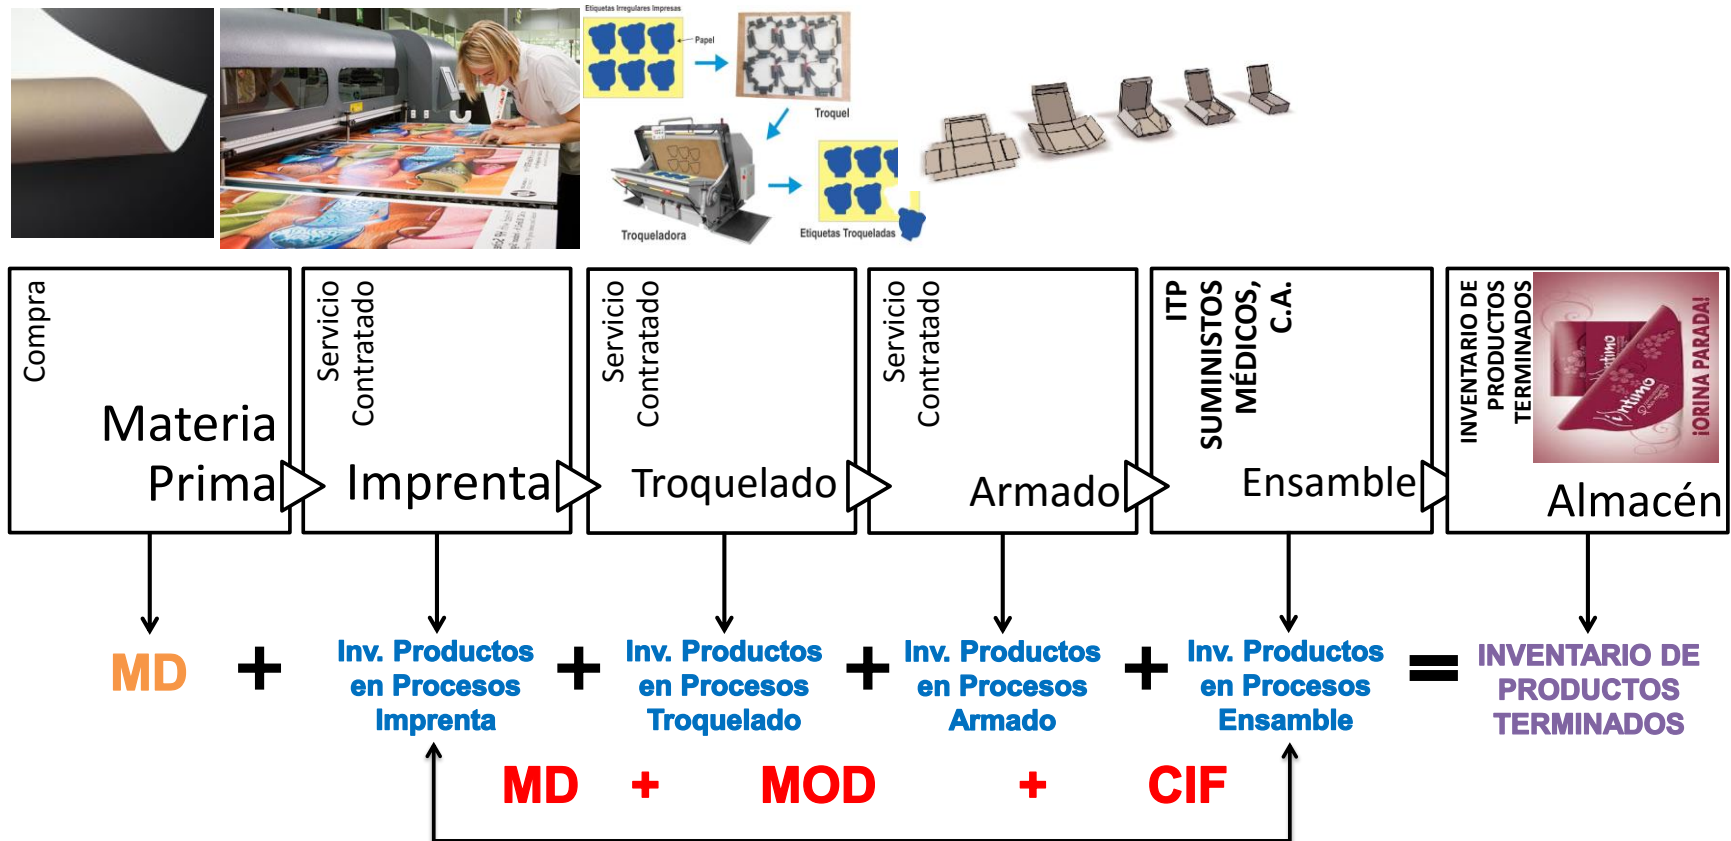 Etiquetas Irregulares Impresas
Papel
Troquel
Troqueladora
Etiquetas Troqueladas
Compra
Materia
Prima
Servicio
Contratado
Imprenta
Servicio
Contratado
Troquelado
Servicio
Contratado
Armado
ITP
SUMINISTOS
MÉDICOS,
C.A.
Ensamble
INVENTARIO DE
PRODUCTOS
TERMINADOS
íntimo
íntimo
¡ORINA PARADA!
Almacén
MD
+
Inv. Productos
en Procesos
Imprenta
+
Inv. Productos
en Procesos
Troquelado
+
Inv. Productos
en Procesos
Armado
+
Inv. Productos
en Procesos
Ensamble
=
INVENTARIO DE
PRODUCTOS
TERMINADOS
MD + MOD + CIF